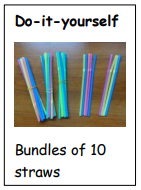 Do-it-yourself
Bundles of 10
straws